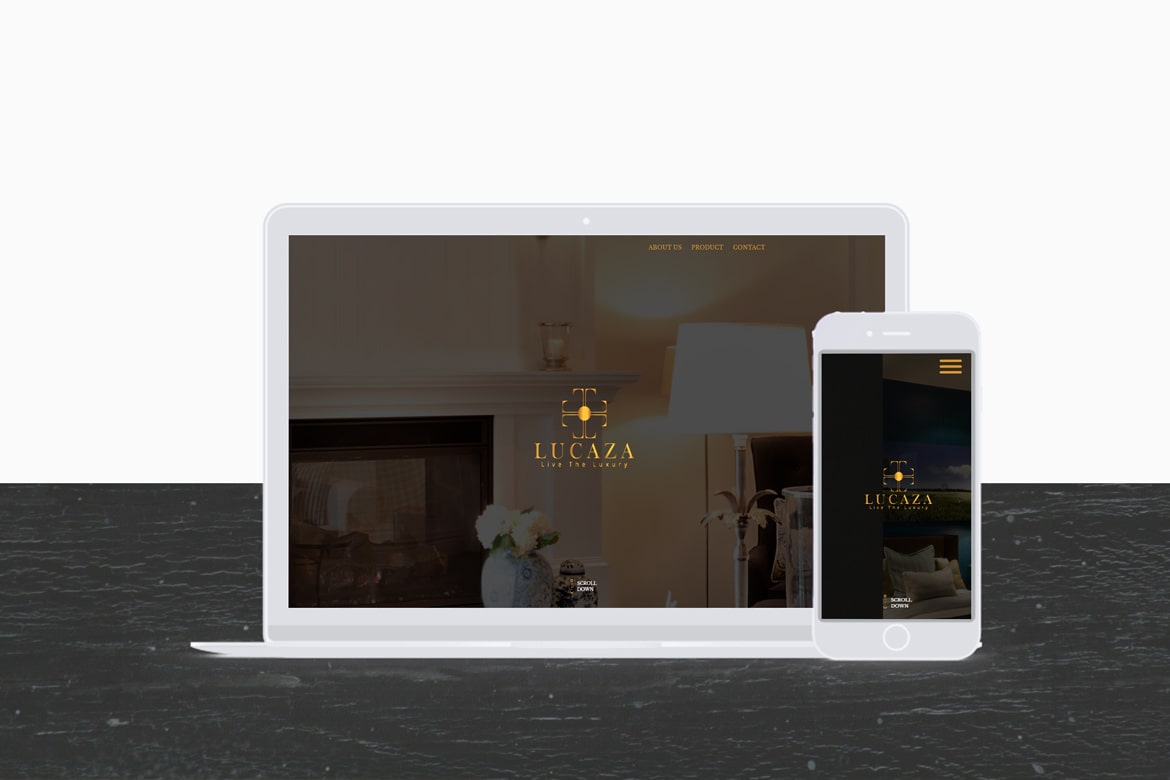 ABOUT US PRODUCT CONTACT
LUCAZA
Live The Luxury
SCROLL
DOWN
LUCAZA
Live The Luxury
SCROLL
DOWN